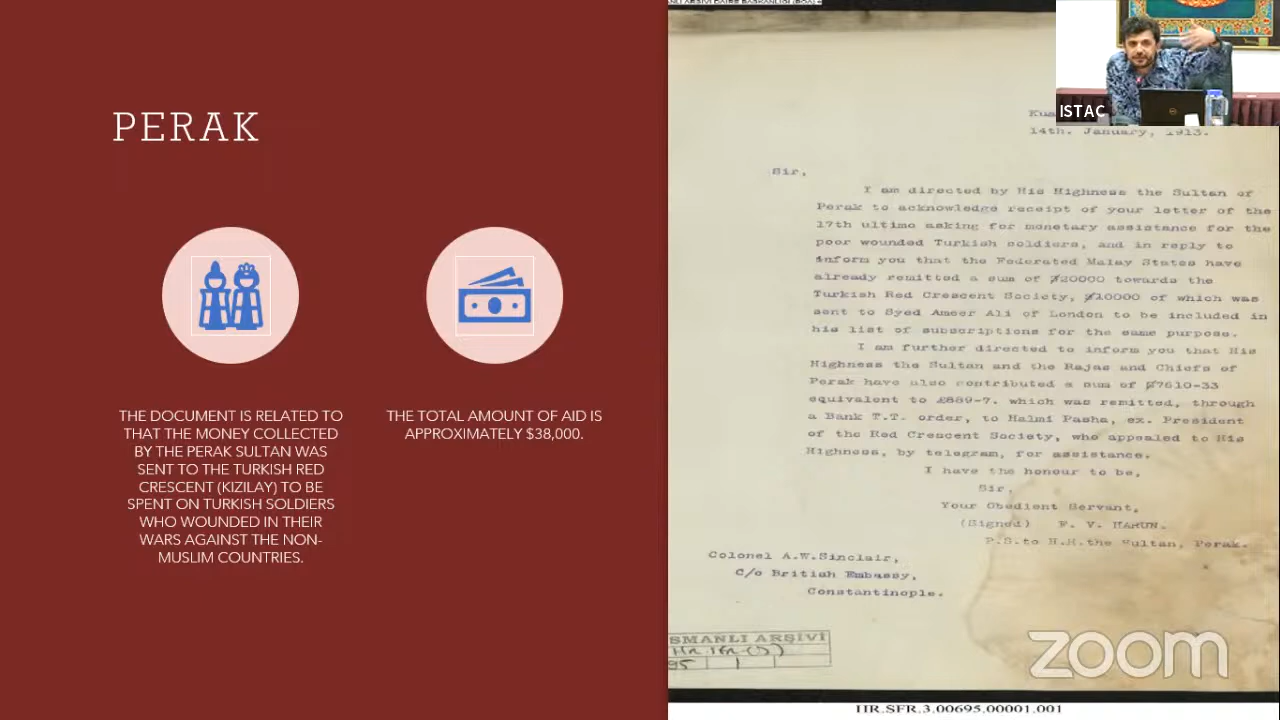 PERAK
THE DOCUMENT IS RELATED TO
THAT THE MONEY COLLECTED
BY THE PERAK SULTAN WAS
SENT TO THE TURKISH RED
CRESCENT (KIZILAY) TO BE
SPENT ON TURKISH SOLDIERS
WHO WOUNDED IN THEIR
WARS AGAINST THE NON-
MUSLIM COUNTRIES.
THE TOTAL AMOUNT OF AID IS
APPROXIMATELY $38,000.
ISTAC
14th. January, 1913.
Sir,
I am directed by His Highness the Sultan of
Perak to acknowledge receipt of your letter of the
17th ultimo asking for monetary assistance for the
poor wounded Turkish soldiers, and in reply to
inform you that the Federated Malay States have
already remitted a sum of $20000 towards the
Turkish Red Crescent Society, $10000 of which was
sent to Syed Ameer Ali of London to be included in
his list of subscriptions for the same purpose.
I am further directed to inform you that His
Highness the Sultan and the Rajas and Chiefs of
Perak have also contributed a sum of $7610-33
equivalent to £889-7. which was remitted, through
a Bank T.T. order, to Halmi Pasha, ex. President
of the Red Crescent Society, who appealed to His
Highness, by telegram, for assistance.
I have the honour to be,
Sir,
Your Obedient Servant,
(Signed) F. V. HARUN.
P.S.to H.H.the Sultan, Perak.
Colonel A.W.Sinclair,
C/o British Embassy,
Constantinople.
SMANLI ARŞİVİ
95 1
zoom
HR.SFR.3.00695.00001.001